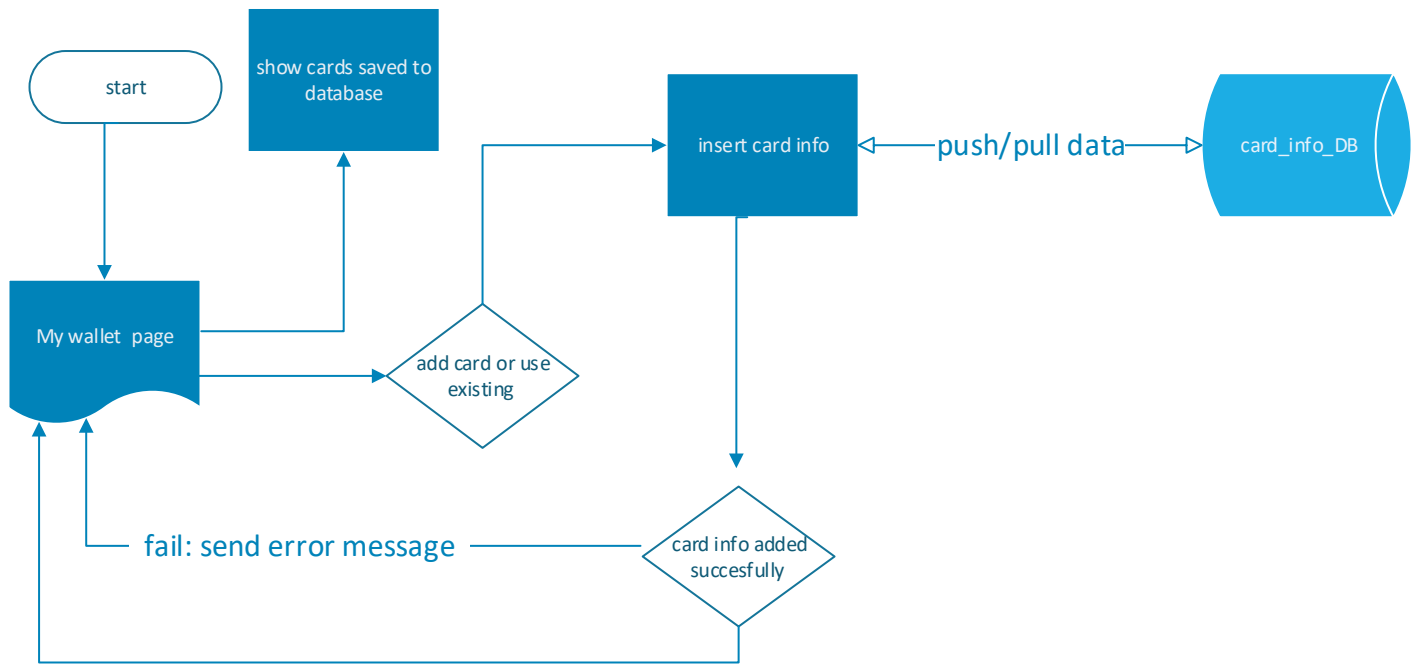 start
show cards saved to
database
insert card info
push/pull data
card_info_DB
My wallet  page
add card or use
existing
fail: send error message
card info added
succesfully